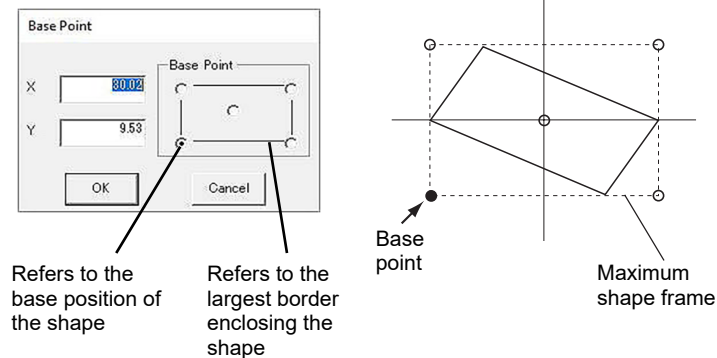 Base Point
Base Point
X
30.02
Y
9.53
OK
Cancel
Refers to the
base position of
the shape
Refers to the
largest border
enclosing the
shape
Base
point
Maximum
shape frame